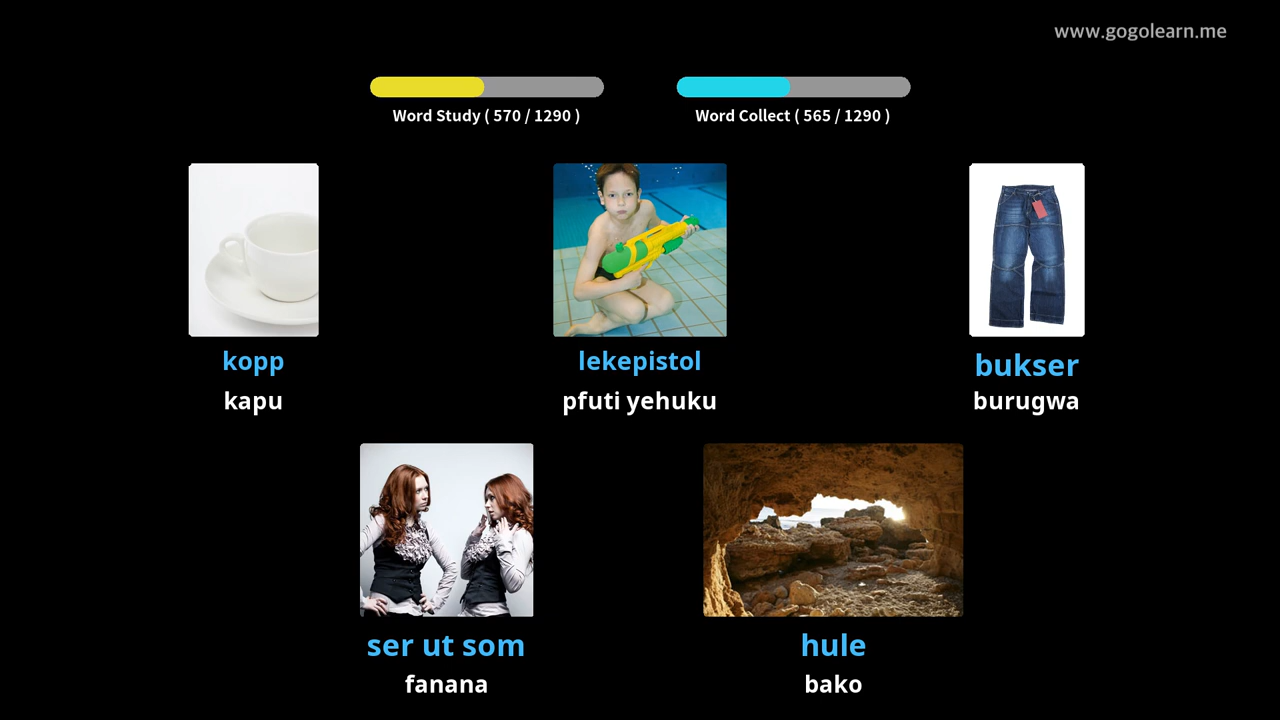 www.gogolearn.me
Word Study ( 570 / 1290 )
Word Collect ( 565 / 1290 )
kopp
kapu
lekepistol
pfuti yehuku
bukser
burugwa
ser ut som
fanana
hule
bako